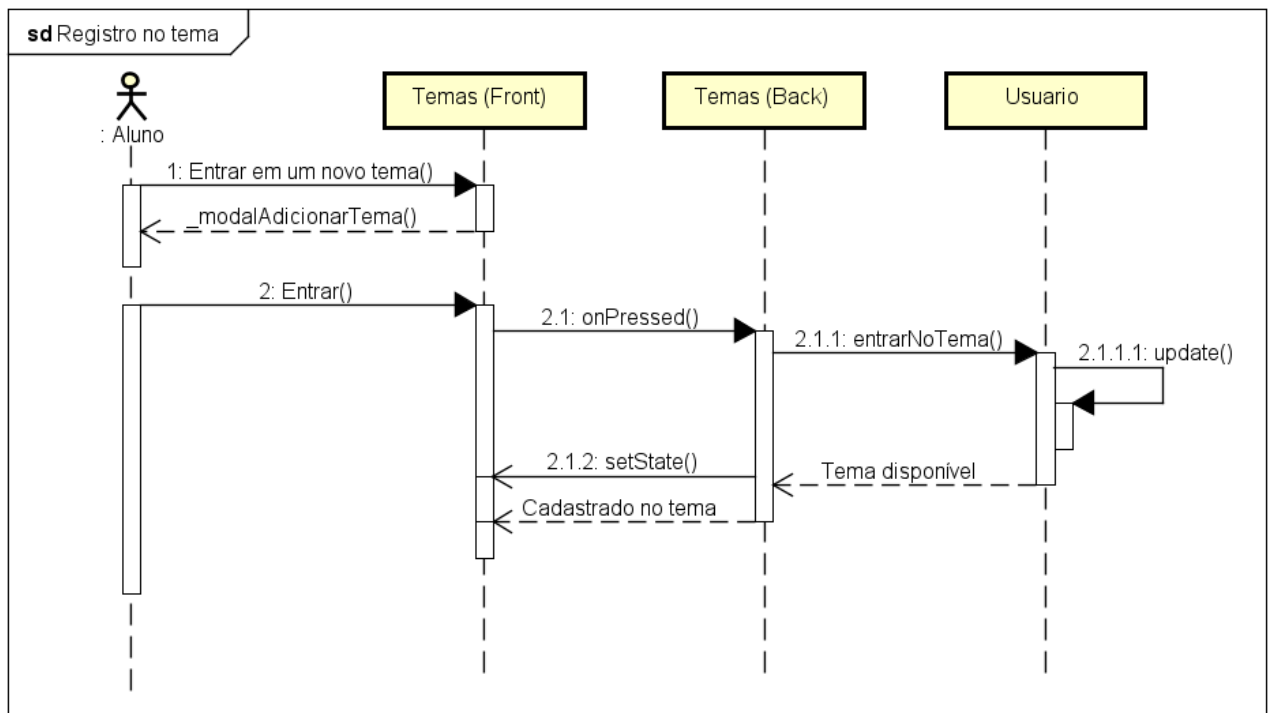 sd Registro no tema
: Aluno
Temas (Front)
Temas (Back)
Usuario
1: Entrar em um novo tema()
_modalAdicionarTema()
2: Entrar()
2.1: onPressed()
2.1.1: entrarNoTema()
2.1.1.1: update()
2.1.2: setState()
Tema disponível
Cadastrado no tema